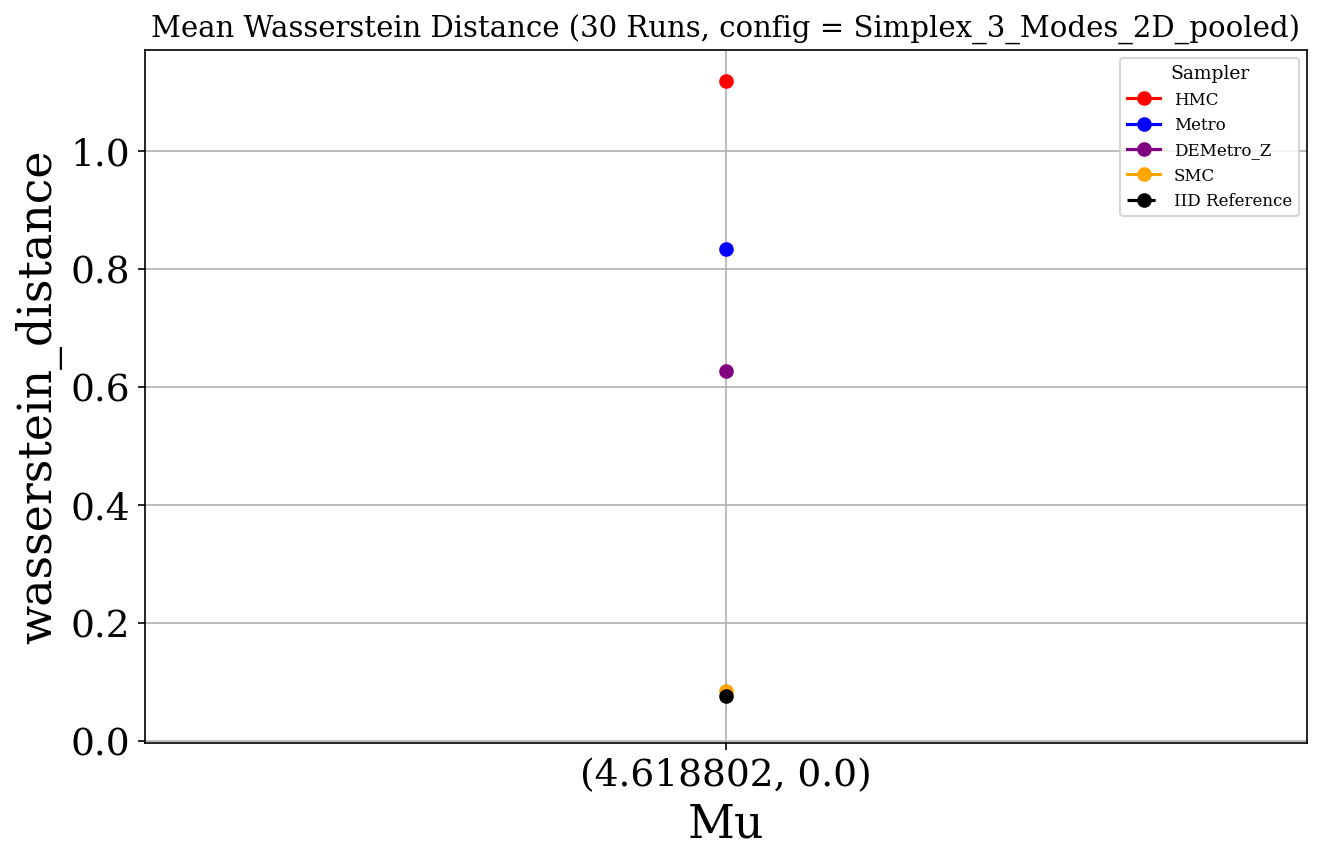 Mean Wasserstein Distance (30 Runs, config = Simplex_3_Modes_2D_pooled)
Sampler
HMC
Metro
DEMetro_Z
SMC
IID Reference
wasserstein_distance
1.0
0.8
0.6
0.4
0.2
0.0
(4.618802, 0.0)
Mu